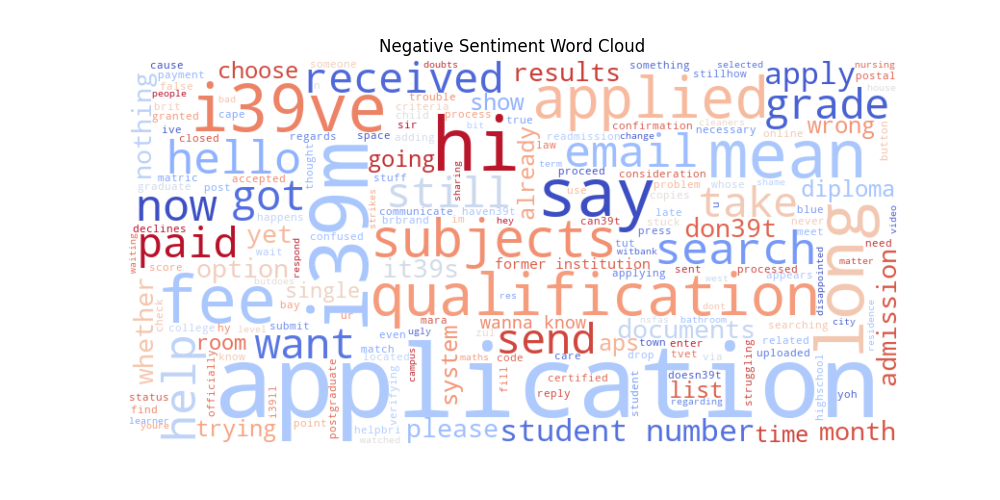 Negative Sentiment Word Cloud
cause someone doubts something selected nursing
payment choose received results stillhow apply postal
false n trouble show applied house
people bad criteria grade
brit i39ve child process true cleaners
granted cape sir adding bit confirmation change necessary online wrong button
ive closed regards space hi law readmission
nothing hello thought going already email mean
matric stuff term proceed consideration
graduate accepted still problem whose shame diploma
post got i39m sharing say use copies take
now communicate haven39t late u blue
happens brbrand im hey can39t press don39t never meet video
declines strikes subjects tut
paid yet confused witbank search long need
waiting wait respond it39s former institution matter
score option applying sent processed
whether butdoes single qualification west appears disappointed admission
check fee bay res dont
help ur mara wanna know nsfas bathroom searching city residence
college hy level submit even ugly zul documents
room want system send aps town enter related
know match located maths code care drop tvet via uploaded
application
campus fill certified doesn39t list struggling highschool
status officially i3911 postgraduate verifying reply student regarding yoh
find
learner point
youre trying helpbri please student number time month
watched
stuck